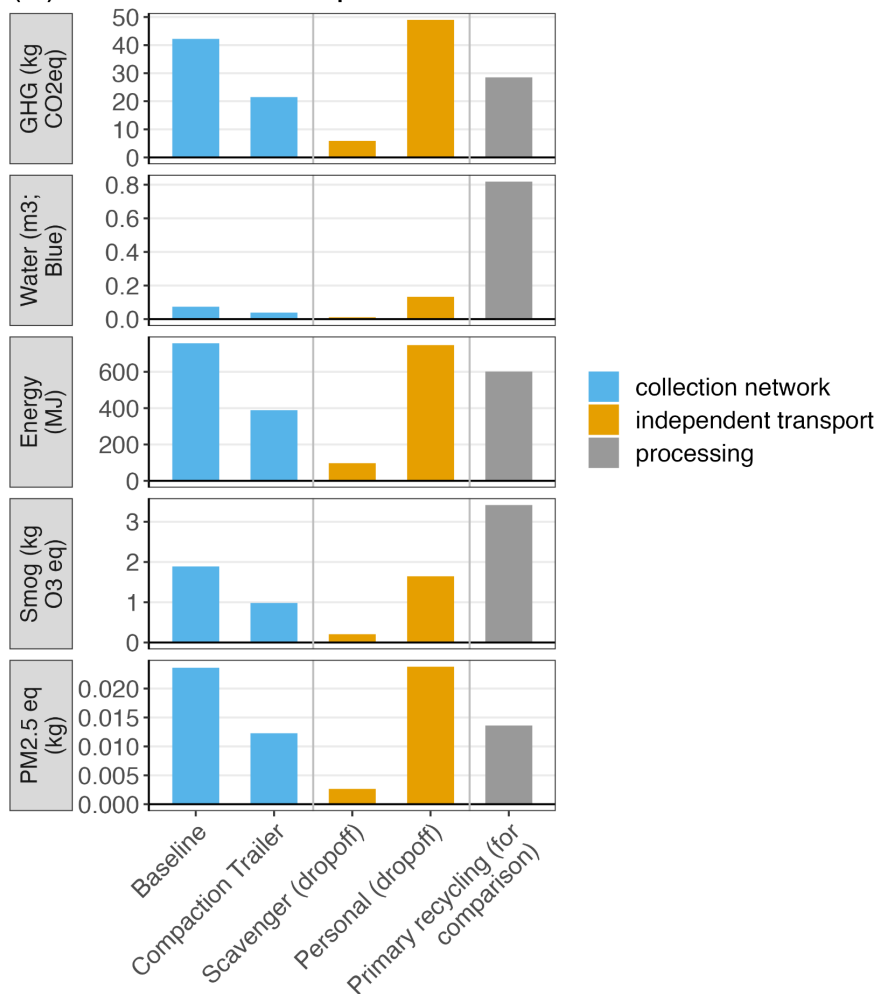 GHG (kg
CO2eq)
50
40
30
20
10
0
Water (m3;
Blue)
0.8
0.6
0.4
0.2
0.0
Energy
(MJ)
600
400
200
0
Smog (kg
O3 eq)
3
2
1
0
PM2.5 eq
(kg)
0.020
0.015
0.010
0.005
0.000
Baseline
Compaction Trailer
Scavenger (dropoff)
Personal (dropoff)
Primary recycling (for
comparison)
collection network
independent transport
processing